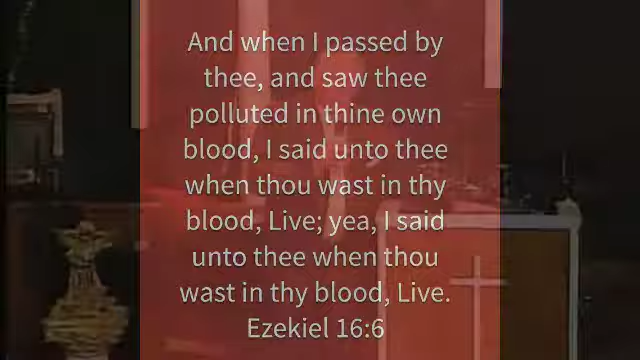 And when I passed by
thee, and saw thee
polluted in thine own
blood, I said unto thee
when thou wast in thy
blood, Live; yea, I said
unto thee when thou
wast in thy blood, Live.
Ezekiel 16:6